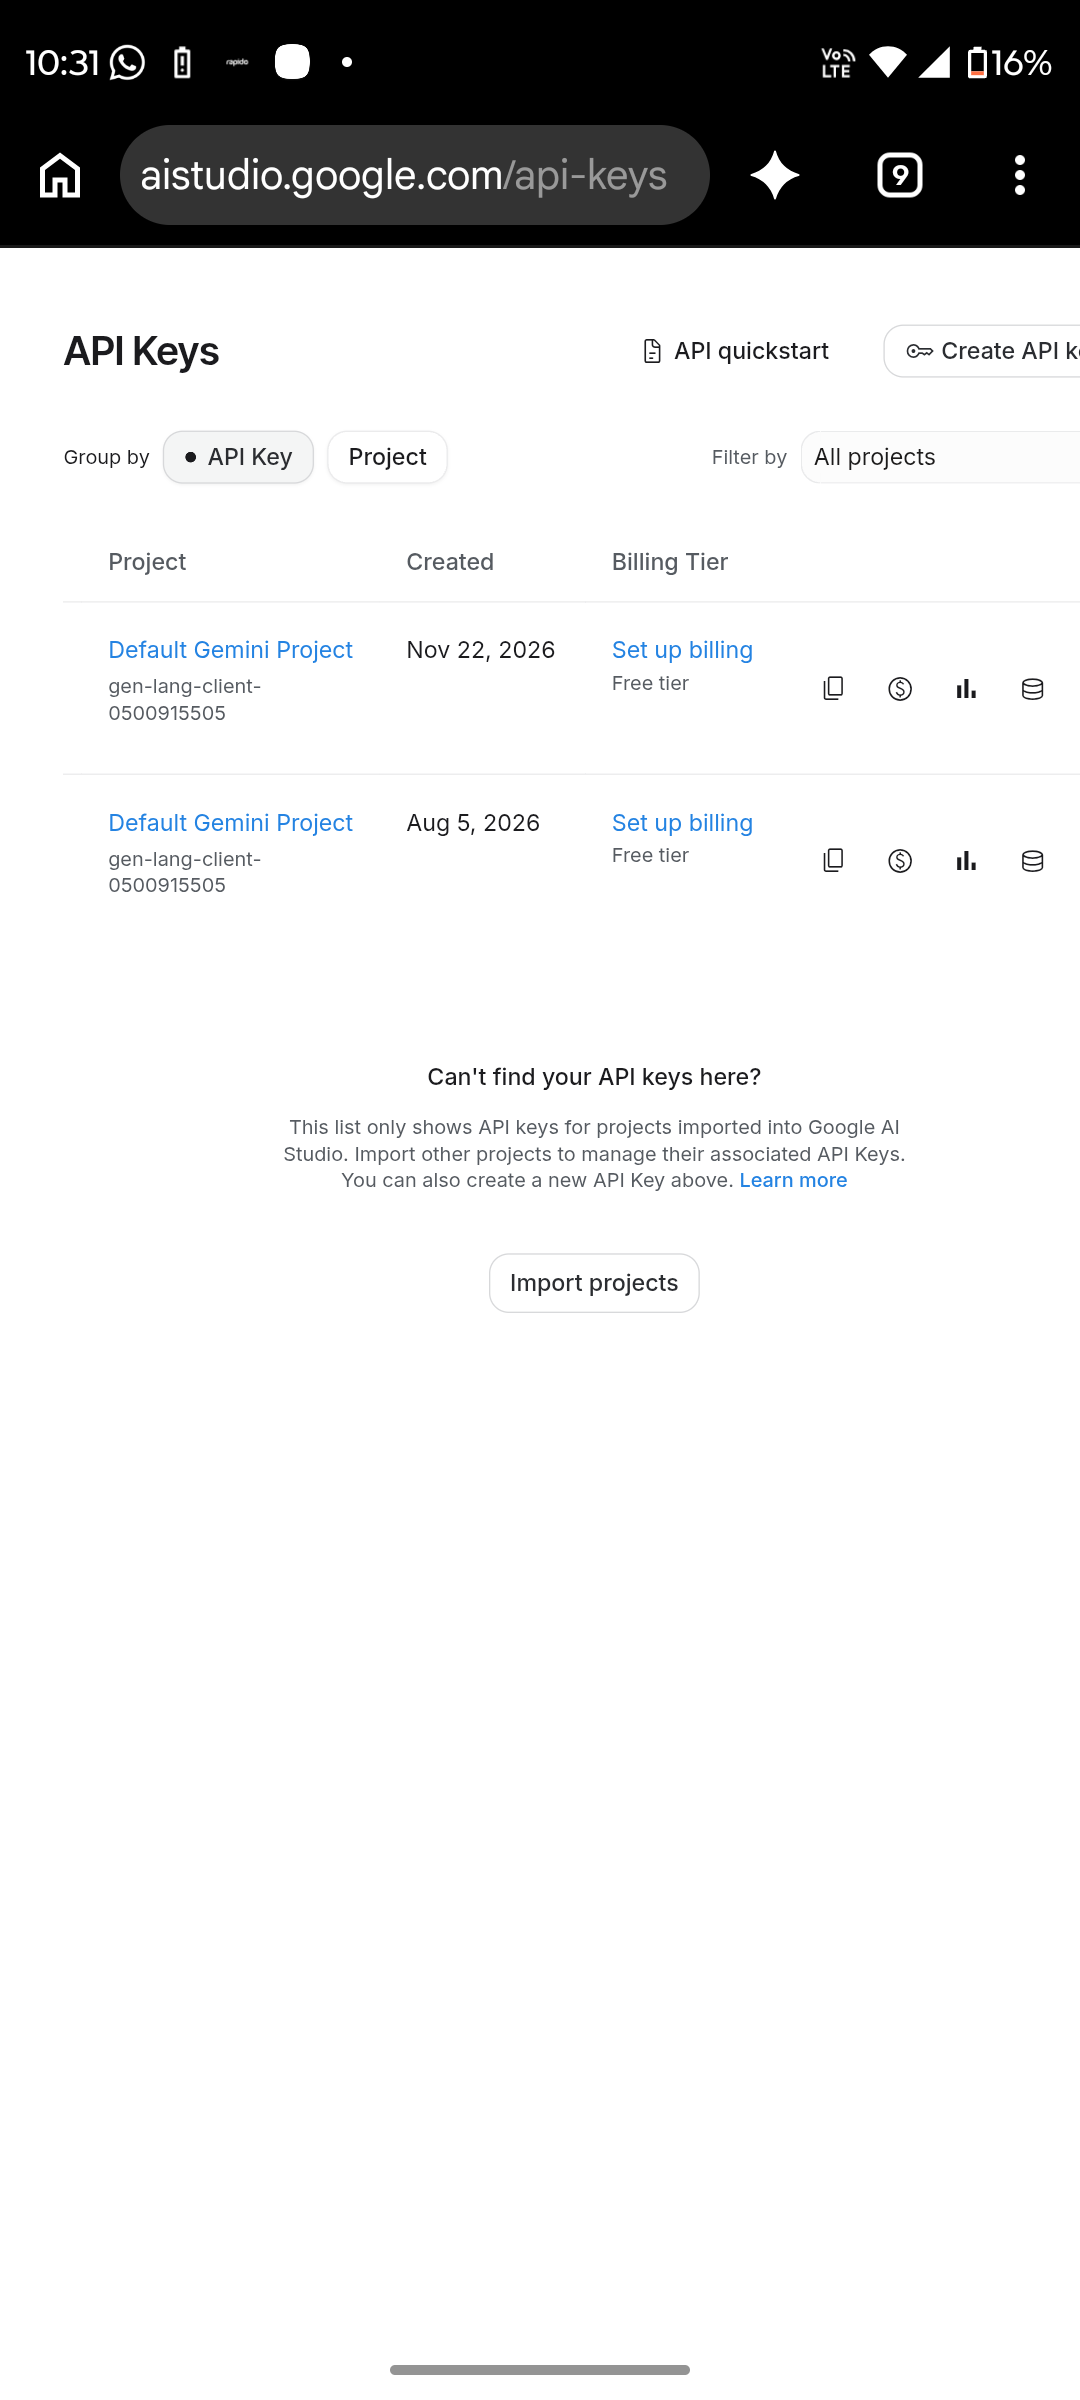 10:31
rapido
Vo LTE
16%
aistudio.google.com/api-keys
9
API Keys
API quickstart
Create API k
Group by
API Key
Project
Filter by
All projects
Project
Created
Billing Tier
Default Gemini Project
Nov 22, 2026
Set up billing
gen-lang-client-
Free tier
0500915505
Default Gemini Project
Aug 5, 2026
Set up billing
gen-lang-client-
Free tier
0500915505
Can't find your API keys here?
This list only shows API keys for projects imported into Google AI
Studio. Import other projects to manage their associated API Keys.
You can also create a new API Key above. Learn more
Import projects